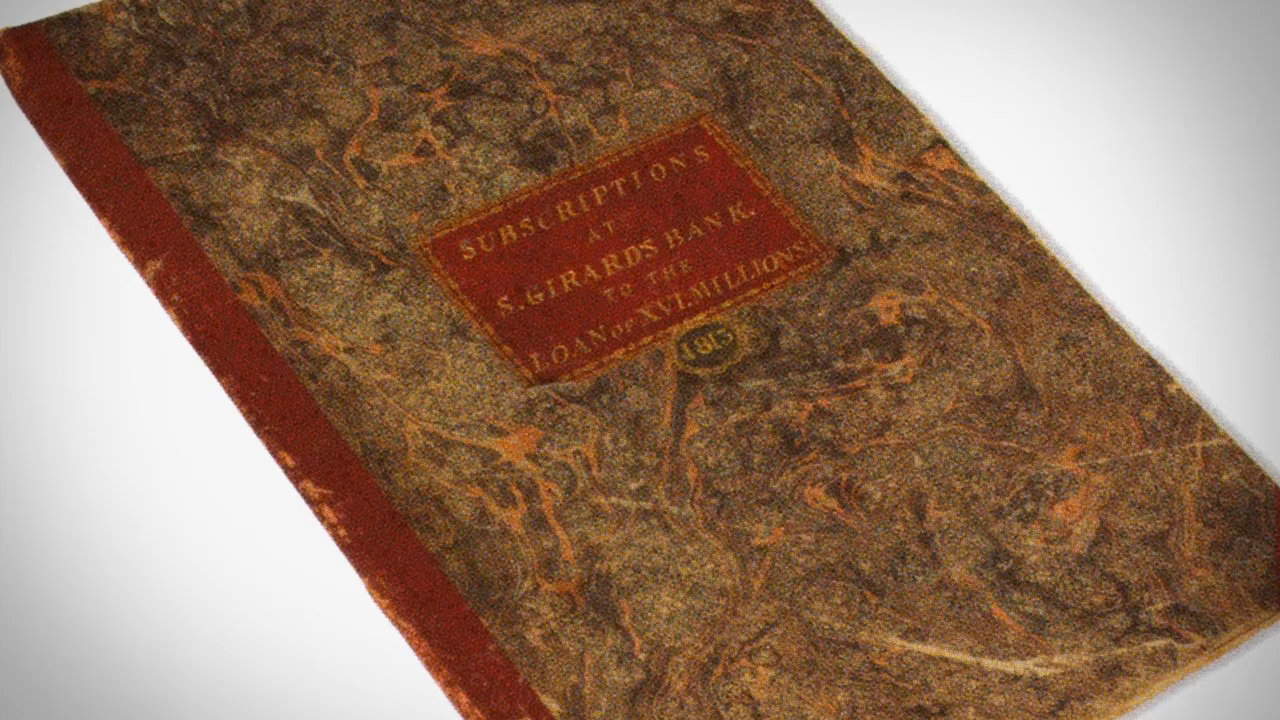 SUBSCRIPTIONS
AT
S. GIRARDS BANK.
TO THE
LOAN OF XVI.MILLIONS.
1813